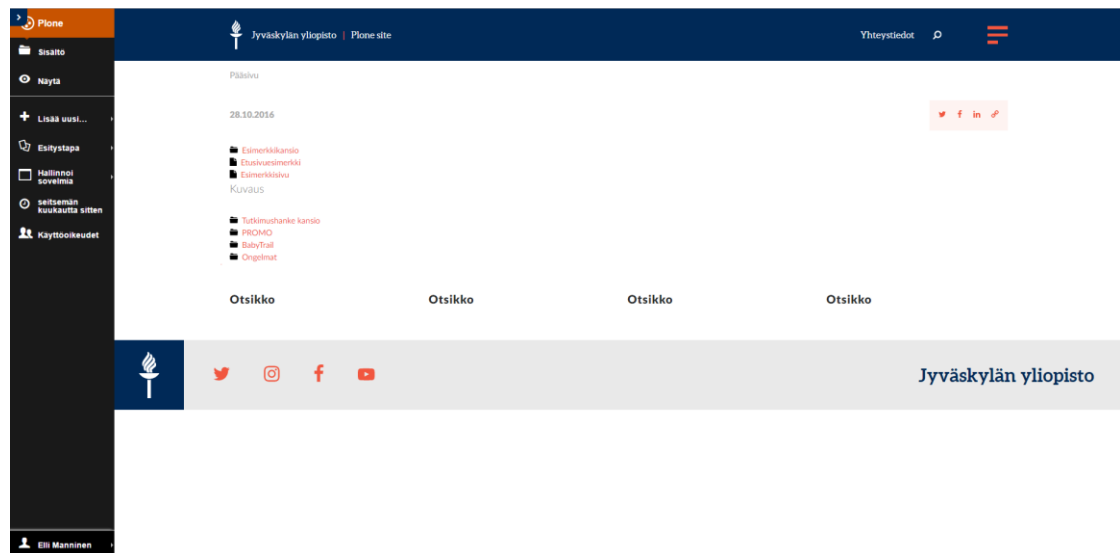 Plone
Sisältö
Näytä
Lisää uusi...
Esitystapa
Hallinnoi
sovelmia
seitsemän
kuukautta sitten
Käyttöoikeudet
Elli Manninen
Jyväskylän yliopisto | Plone site
Yhteystiedot
Pääsivu
28.10.2016
Esimerkkikansio
Etusivuesimerkki
Esimerkkisivu
Kuvaus
Tutkimushanke kansio
PROMO
BabyTrail
Ongelmat
Otsikko Otsikko Otsikko Otsikko
Jyväskylän yliopisto